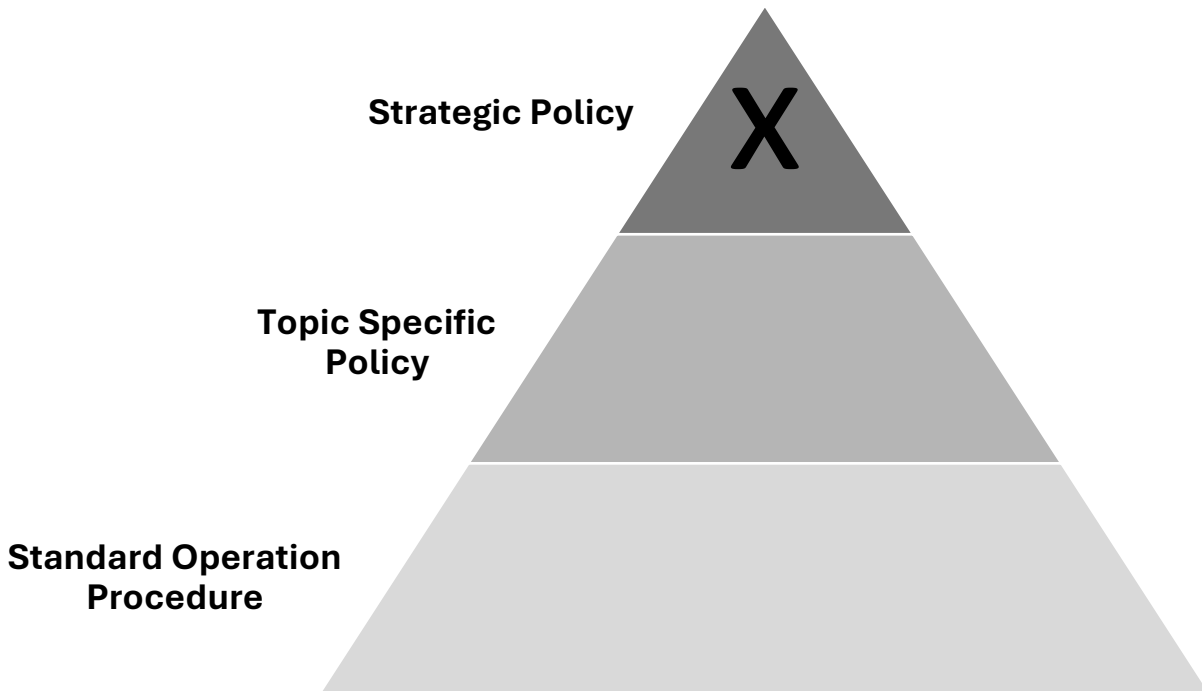 Strategic Policy
X
Topic Specific
Policy
Standard Operation
Procedure